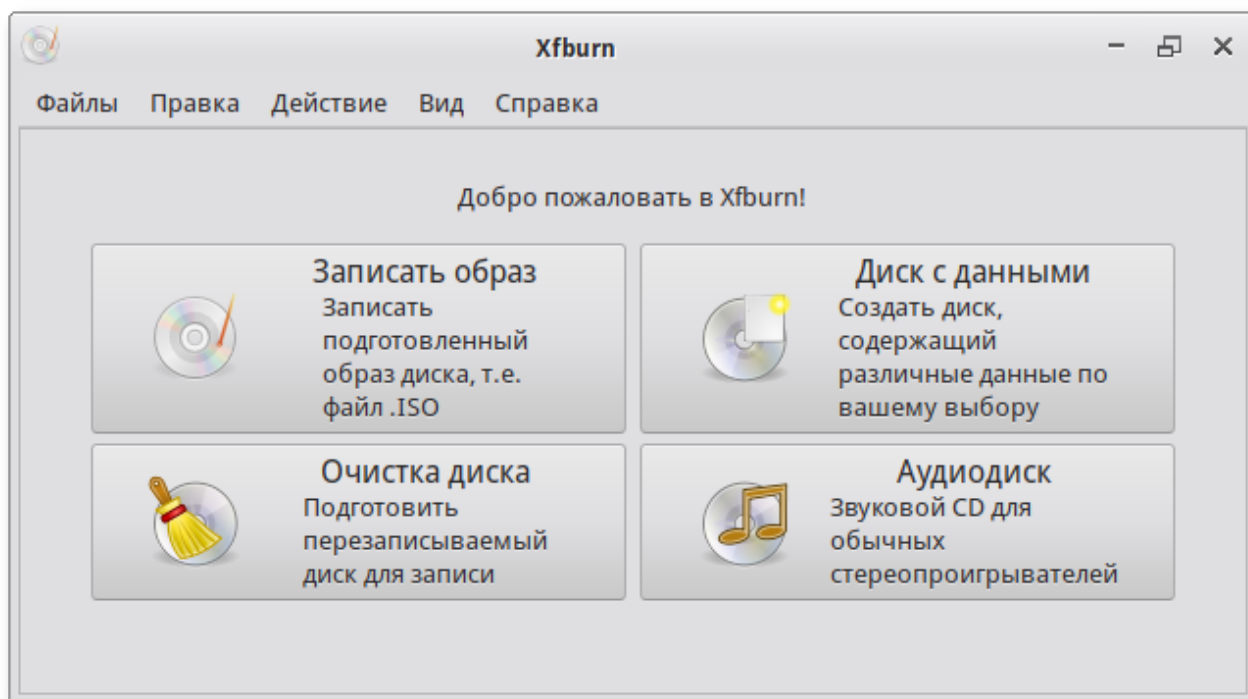 Xfburn
Файлы Правка Действие Вид Справка
Добро пожаловать в Xfburn!
Записать образ
Записать
подготовленный
образ диска, т.е.
файл .ISO
Диск с данными
Создать диск,
содержащий
различные данные по
вашему выбору
Очистка диска
Подготовить
перезаписываемый
диск для записи
Аудиодиск
Звуковой CD для
обычных
стереопроигрывателей